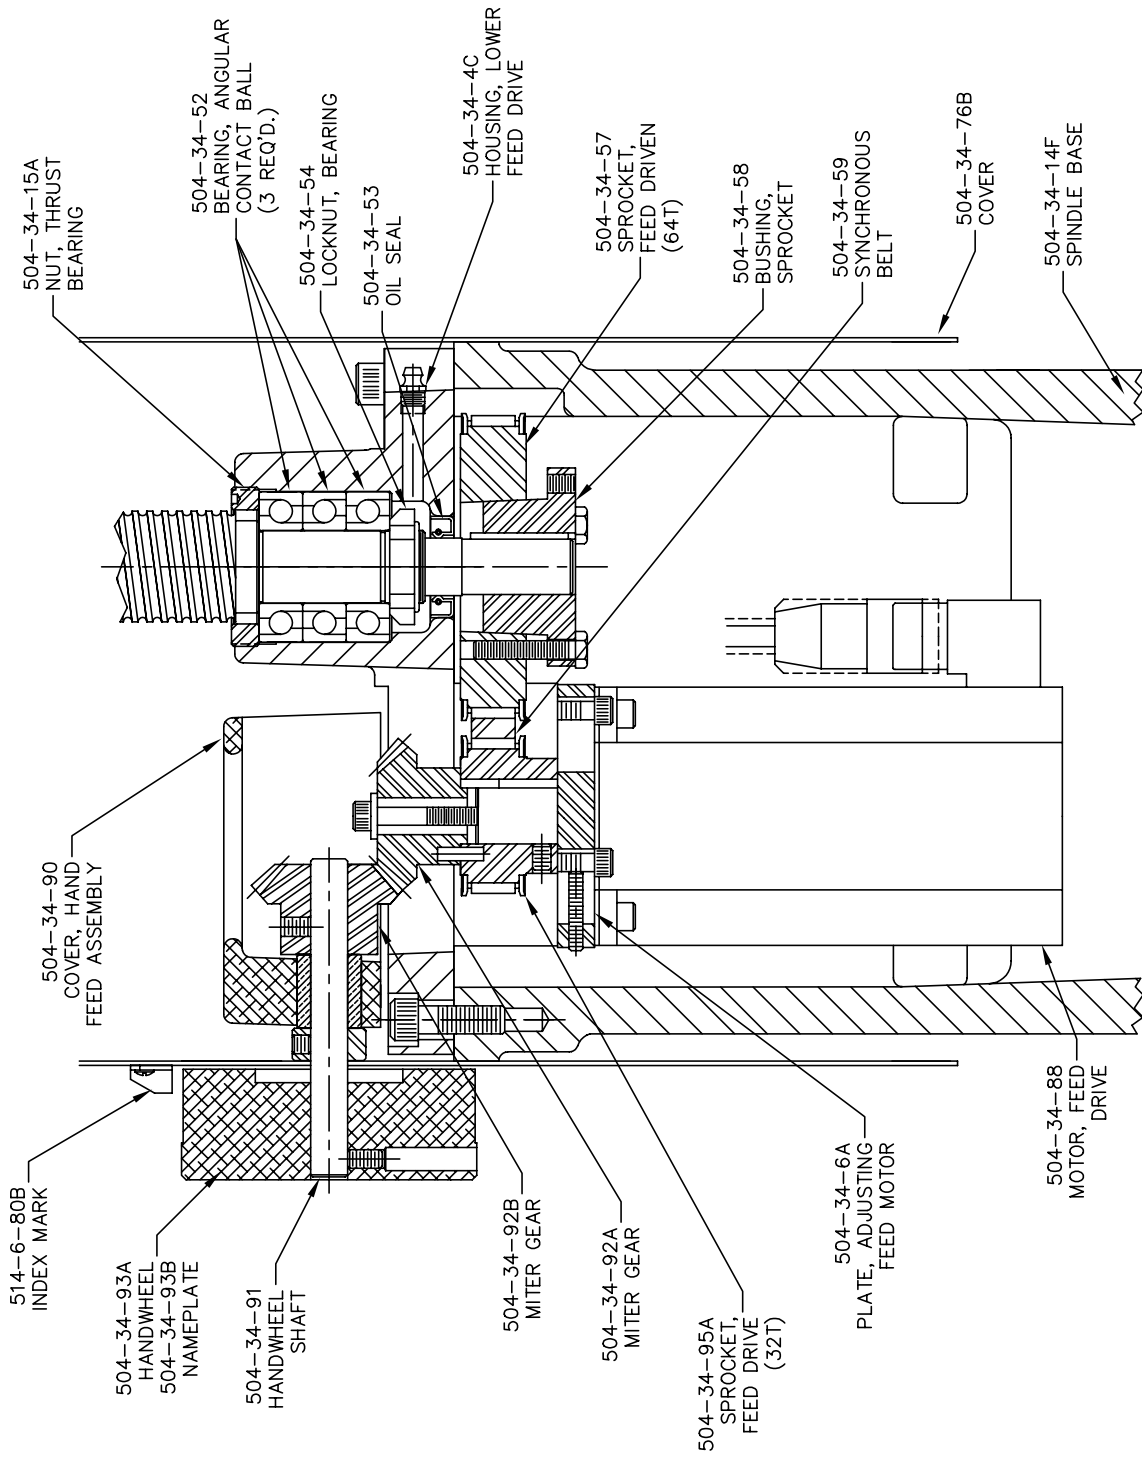 504-34-15A
NUT, THRUST
BEARING
504-34-52
BEARING, ANGULAR
CONTACT BALL
(3 REQ'D.)
504-34-54
LOCKNUT, BEARING
504-34-53
OIL SEAL
504-34-4C
HOUSING, LOWER
FEED DRIVE
504-34-57
SPROCKET,
FEED DRIVEN
(64T)
504-34-58
BUSHING,
SPROCKET
504-34-59
SYNCHRONOUS
BELT
504-34-76B
COVER
504-34-14F
SPINDLE BASE
504-34-90
COVER, HAND
FEED ASSEMBLY
514-6-80B
INDEX MARK
504-34-93A
HANDWHEEL
504-34-93B
NAMEPLATE
504-34-91
HANDWHEEL
SHAFT
504-34-92B
MITER GEAR
504-34-92A
MITER GEAR
504-34-95A
SPROCKET,
FEED DRIVE
(32T)
504-34-6A
PLATE, ADJUSTING
FEED MOTOR
504-34-88
MOTOR, FEED
DRIVE